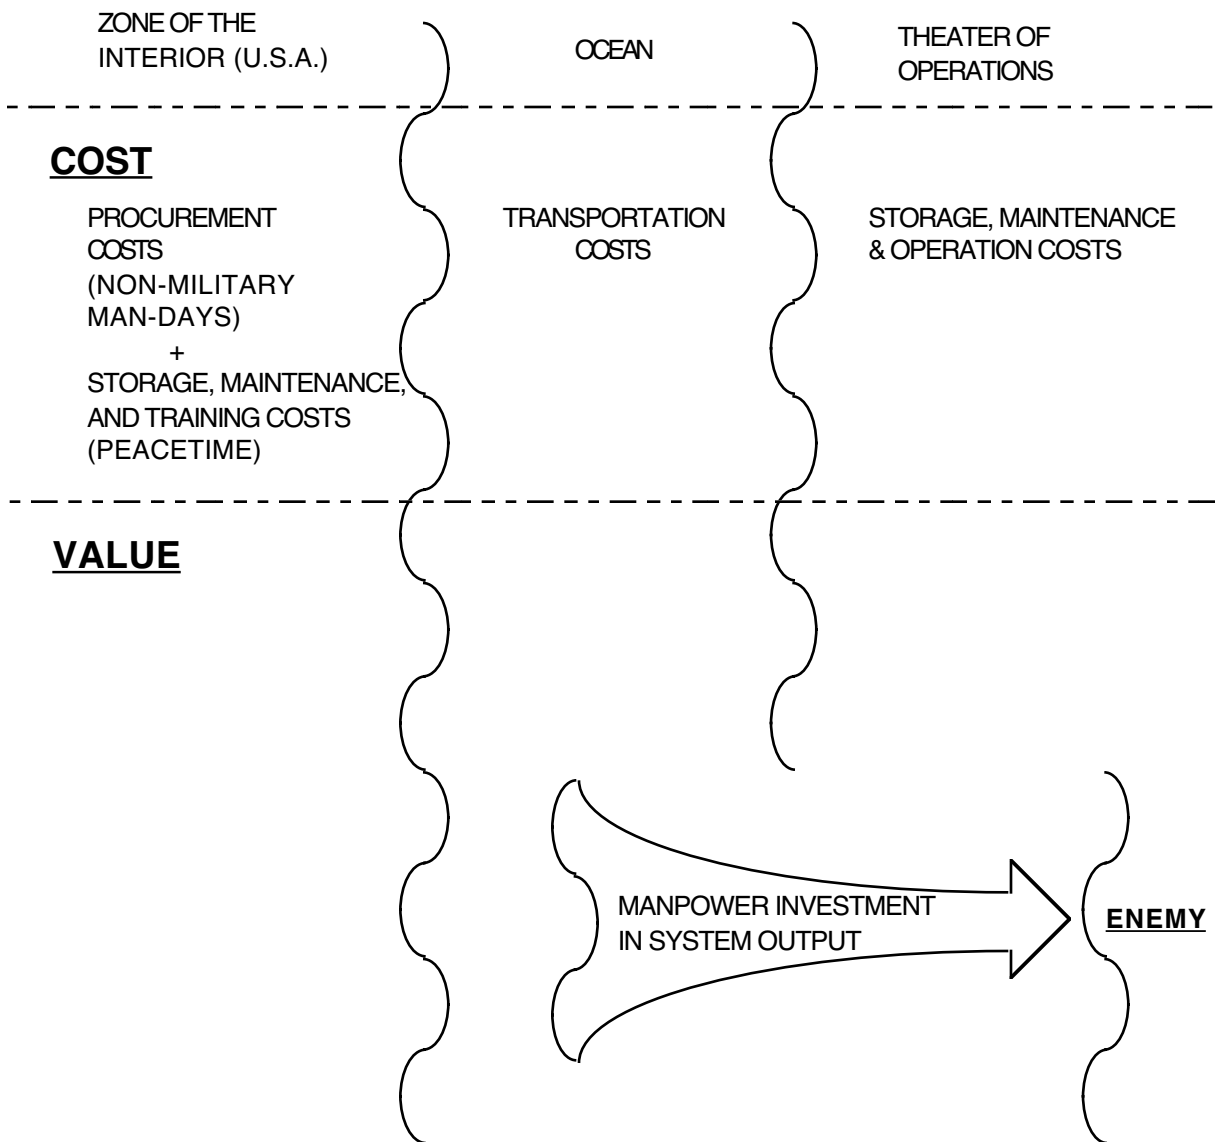 ZONE OF THE
INTERIOR (U.S.A.)
OCEAN
THEATER OF
OPERATIONS
COST
PROCUREMENT
COSTS
(NON-MILITARY
MAN-DAYS)
+
STORAGE, MAINTENANCE,
AND TRAINING COSTS
(PEACETIME)
TRANSPORTATION
COSTS
STORAGE, MAINTENANCE
& OPERATION COSTS
VALUE
MANPOWER INVESTMENT
IN SYSTEM OUTPUT
ENEMY